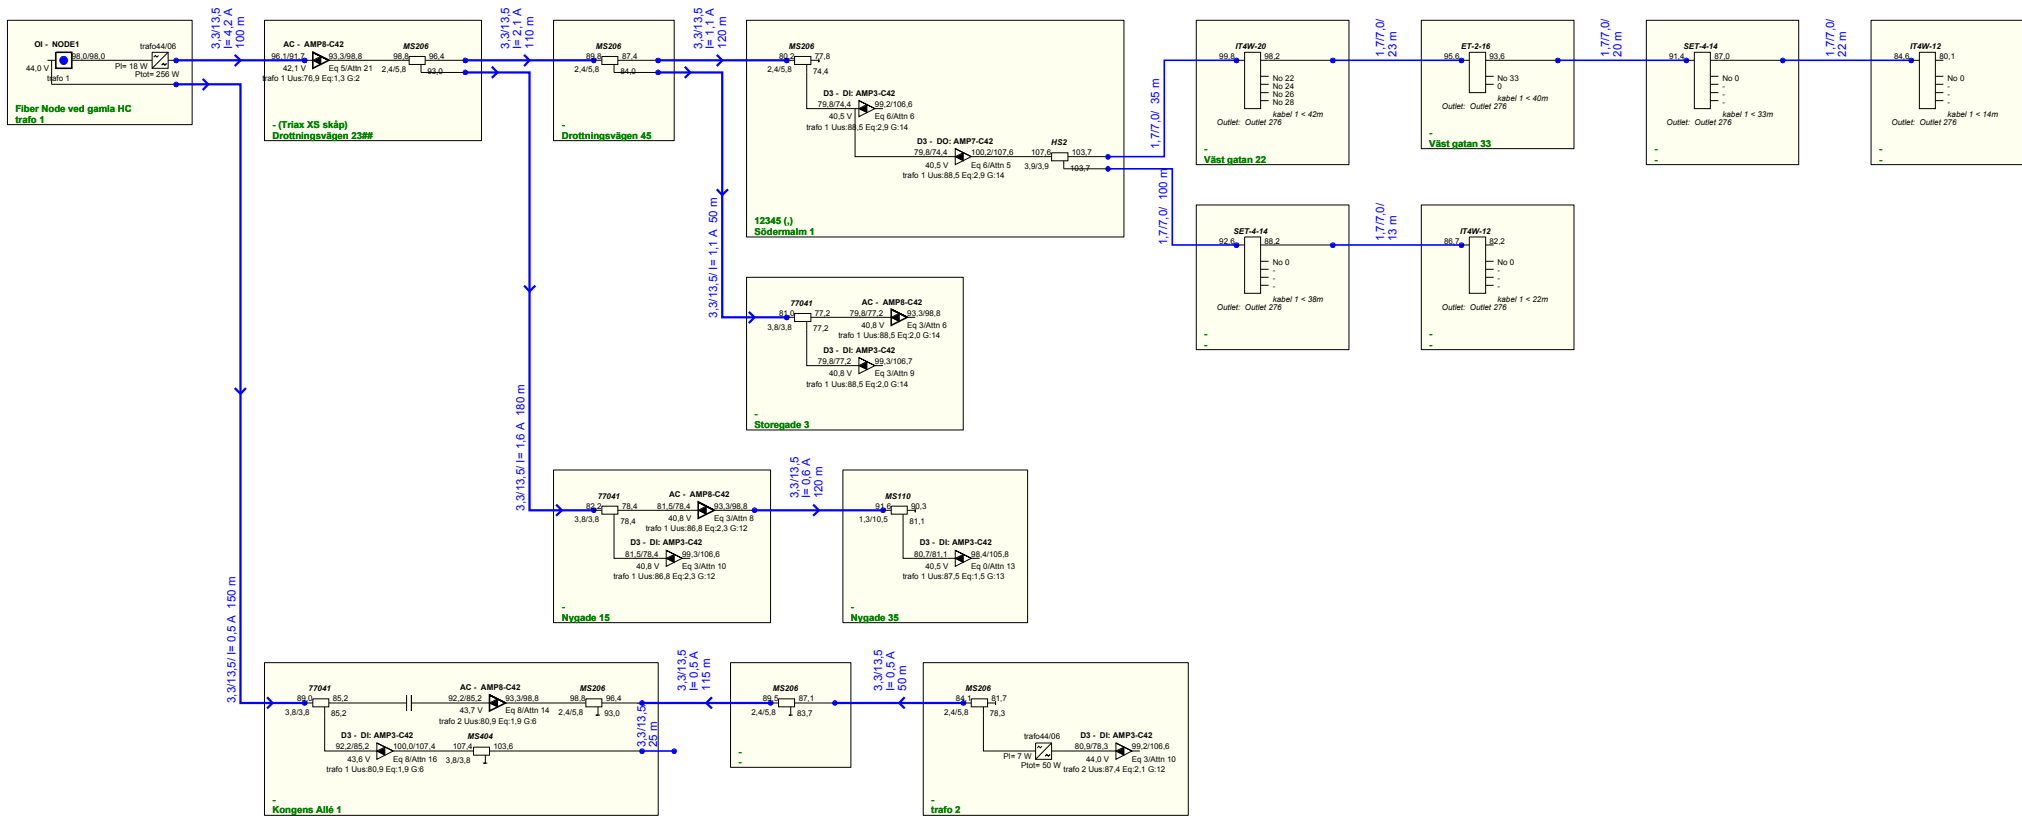 OI - NODE1
98,0/98,0
trafo44/06
44,0 V
trafo 1
Pl= 18 W
Ptot= 256 W
Fiber Node ved gamla HC
trafo 1
3,3/13,5
I= 4,2 A
100 m
AC - AMP8-C42
96,1/91,7
93,3/98,8
42,1 V
Eq 5/Attn 21
trafo 1 Uus:76,9 Eq:1,3 G:2
MS206
98,8
96,4
2,4/5,8
93,0
- (Triax XS skåp)
Drottningsvägen 23##
3,3/13,5
I= 2,1 A
110 m
MS206
89,8
87,4
2,4/5,8
84,0
-
Drottningsvägen 45
3,3/13,5
I= 1,1 A
120 m
MS206
80,2
77,8
2,4/5,8
74,4
D3 - DI: AMP3-C42
79,8/74,4
99,2/106,6
40,5 V
Eq 6/Attn 6
trafo 1 Uus:88,5 Eq:2,9 G:14
D3 - DO: AMP7-C42
79,8/74,4
100,2/107,6
40,5 V
Eq 6/Attn 5
trafo 1 Uus:88,5 Eq:2,9 G:14
HS2
107,6
103,7
3,9/3,9
103,7
12345 (,)
Södermalm 1
1,7/7,0/ 35 m
1,7/7,0/ 100 m
IT4W-20
99,8
98,2
No 22
No 24
No 26
No 28
kabel 1 < 42m
Outlet: Outlet 276
-
Väst gatan 22
1,7/7,0/
23 m
ET-2-16
95,6
93,6
No 33
0
kabel 1 < 40m
Outlet: Outlet 276
-
Väst gatan 33
1,7/7,0/
20 m
SET-4-14
91,4
87,0
No 0
-
-
-
kabel 1 < 33m
Outlet: Outlet 276
-
-
1,7/7,0/
22 m
IT4W-12
84,6
80,1
No 0
-
-
-
kabel 1 < 14m
Outlet: Outlet 276
-
-
SET-4-14
92,6
88,2
No 0
-
-
-
kabel 1 < 38m
Outlet: Outlet 276
-
-
1,7/7,0/
13 m
IT4W-12
86,7
82,2
No 0
-
-
-
kabel 1 < 22m
Outlet: Outlet 276
-
-
3,3/13,5/ I= 1,1 A 50 m
77041
81,0
77,2
3,8/3,8
77,2
AC - AMP8-C42
79,8/77,2
93,3/98,8
40,8 V
Eq 3/Attn 6
trafo 1 Uus:88,5 Eq:2,0 G:14
D3 - DI: AMP3-C42
79,8/77,2
99,3/106,7
40,8 V
Eq 3/Attn 9
trafo 1 Uus:88,5 Eq:2,0 G:14
-
Storegade 3
3,3/13,5/ I= 1,6 A 180 m
77041
82,2
78,4
3,8/3,8
78,4
AC - AMP8-C42
81,5/78,4
93,3/98,8
40,8 V
Eq 3/Attn 8
trafo 1 Uus:86,8 Eq:2,3 G:12
D3 - DI: AMP3-C42
81,5/78,4
99,3/106,6
40,8 V
Eq 3/Attn 10
trafo 1 Uus:86,8 Eq:2,3 G:12
-
Nygade 15
3,3/13,5
I= 0,6 A
120 m
MS110
91,6
90,3
1,3/10,5
81,1
D3 - DI: AMP3-C42
80,7/81,1
98,4/105,8
40,5 V
Eq 0/Attn 13
trafo 1 Uus:87,5 Eq:1,5 G:13
-
Nygade 35
3,3/13,5/ I= 0,5 A 150 m
77041
89,0
85,2
3,8/3,8
85,2
AC - AMP8-C42
92,2/85,2
93,3/98,8
43,7 V
Eq 8/Attn 14
trafo 2 Uus:80,9 Eq:1,9 G:6
MS206
98,8
96,4
2,4/5,8
93,0
D3 - DI: AMP3-C42
92,2/85,2
100,0/107,4
43,6 V
Eq 8/Attn 16
trafo 1 Uus:80,9 Eq:1,9 G:6
MS404
107,4
103,6
3,8/3,8
-
Kongens Allé 1
3,3/13,5
25 m
3,3/13,5
I= 0,5 A
115 m
MS206
89,5
87,1
2,4/5,8
83,7
-
-
3,3/13,5
I= 0,5 A
50 m
MS206
84,1
81,7
2,4/5,8
78,3
trafo44/06
Pl= 7 W
Ptot= 50 W
D3 - DI: AMP3-C42
80,9/78,3
99,2/106,6
44,0 V
Eq 3/Attn 10
trafo 2 Uus:87,4 Eq:2,1 G:12
-
trafo 2